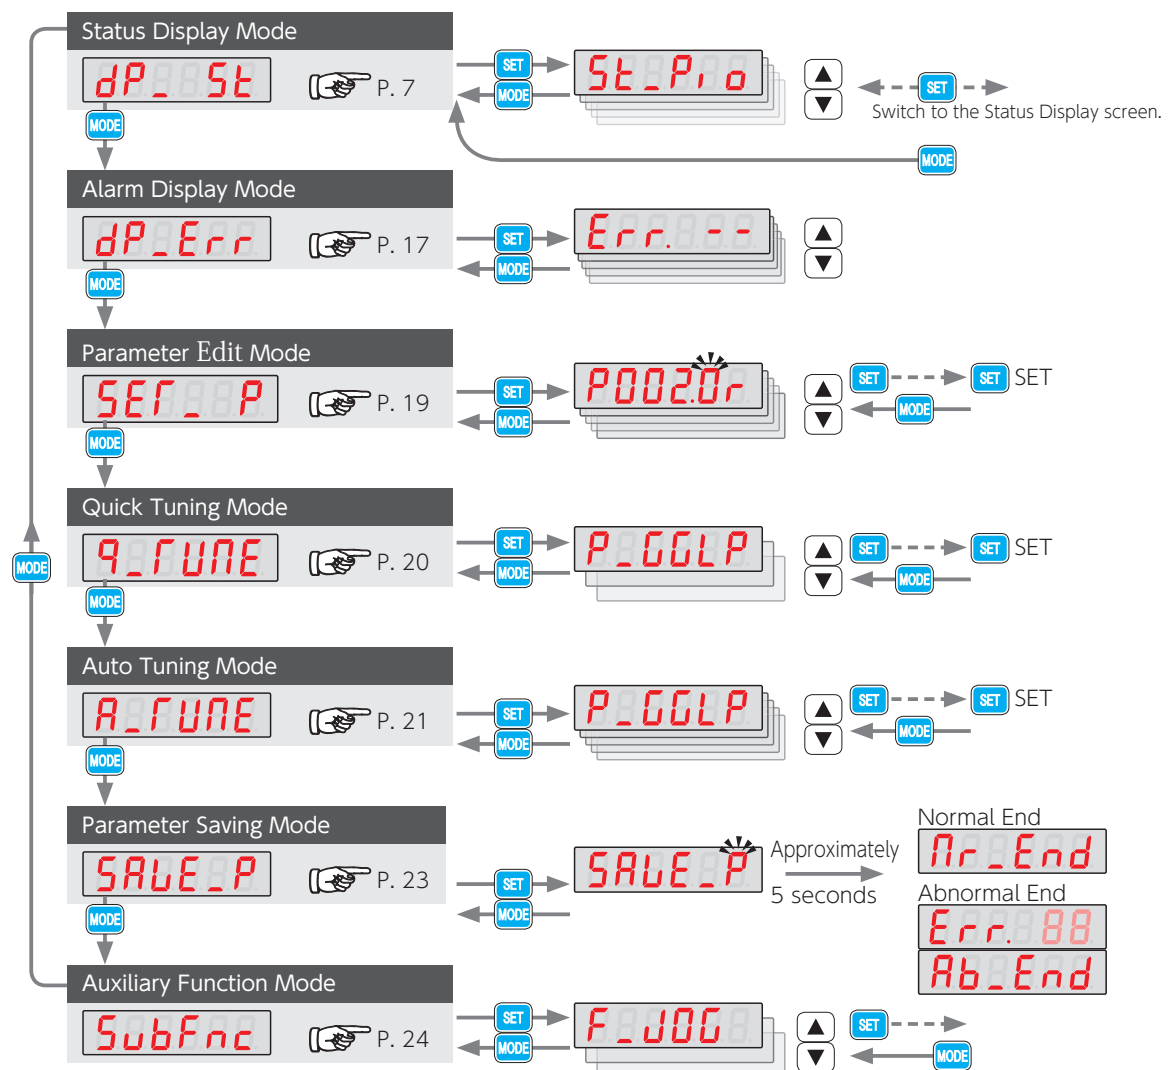 Status Display Mode
dP_ St
P. 7
SET
MODE
St_Pio
SET
Switch to the Status Display screen.
MODE
MODE
Alarm Display Mode
dP_Err
P. 17
SET
MODE
Err. --
MODE
Parameter Edit Mode
SET_ P
P. 19
SET
MODE
P002.0r
SET
SET SET
MODE
MODE
Quick Tuning Mode
q_TUNE
P. 20
SET
MODE
P_GGLP
SET
SET SET
MODE
MODE
MODE
Auto Tuning Mode
A_TUNE
P. 21
SET
MODE
P_GGLP
SET
SET SET
MODE
MODE
Parameter Saving Mode
SAVE_P
P. 23
SET
MODE
SAVE_P
Approximately
5 seconds
Normal End
Nr_End
Abnormal End
Err. 88
Ab_End
MODE
Auxiliary Function Mode
SubFnc
P. 24
SET
MODE
F_JOG
SET
MODE